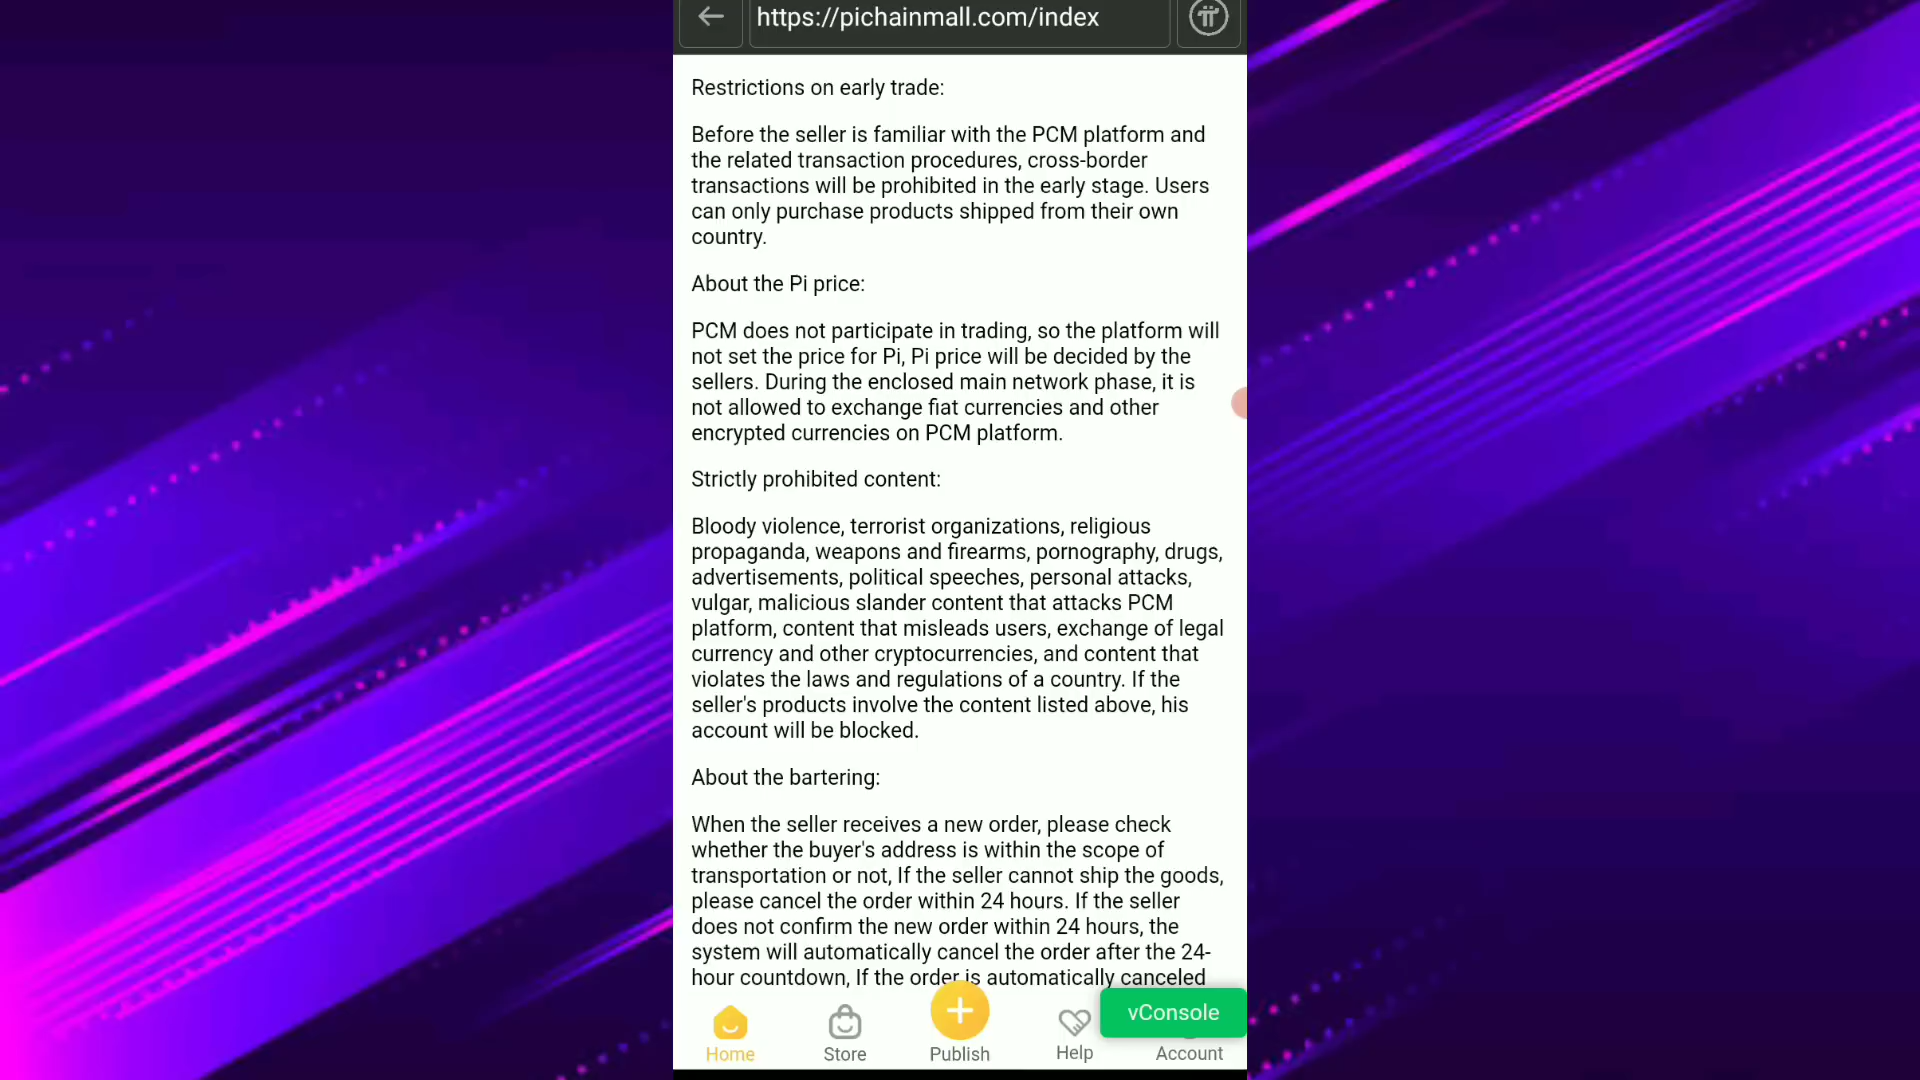 https://pichainmall.com/index
Restrictions on early trade:
Before the seller is familiar with the PCM platform and
the related transaction procedures, cross-border
transactions will be prohibited in the early stage. Users
can only purchase products shipped from their own
country.
About the Pi price:
PCM does not participate in trading, so the platform will
not set the price for Pi, Pi price will be decided by the
sellers. During the enclosed main network phase, it is
not allowed to exchange fiat currencies and other
encrypted currencies on PCM platform.
Strictly prohibited content:
Bloody violence, terrorist organizations, religious
propaganda, weapons and firearms, pornography, drugs,
advertisements, political speeches, personal attacks,
vulgar, malicious slander content that attacks PCM
platform, content that misleads users, exchange of legal
currency and other cryptocurrencies, and content that
violates the laws and regulations of a country. If the
seller's products involve the content listed above, his
account will be blocked.
About the bartering:
When the seller receives a new order, please check
whether the buyer's address is within the scope of
transportation or not, If the seller cannot ship the goods,
please cancel the order within 24 hours. If the seller
does not confirm the new order within 24 hours, the
system will automatically cancel the order after the 24-
hour countdown, If the order is automatically canceled
vConsole
Home
Store
Publish
Help
Account